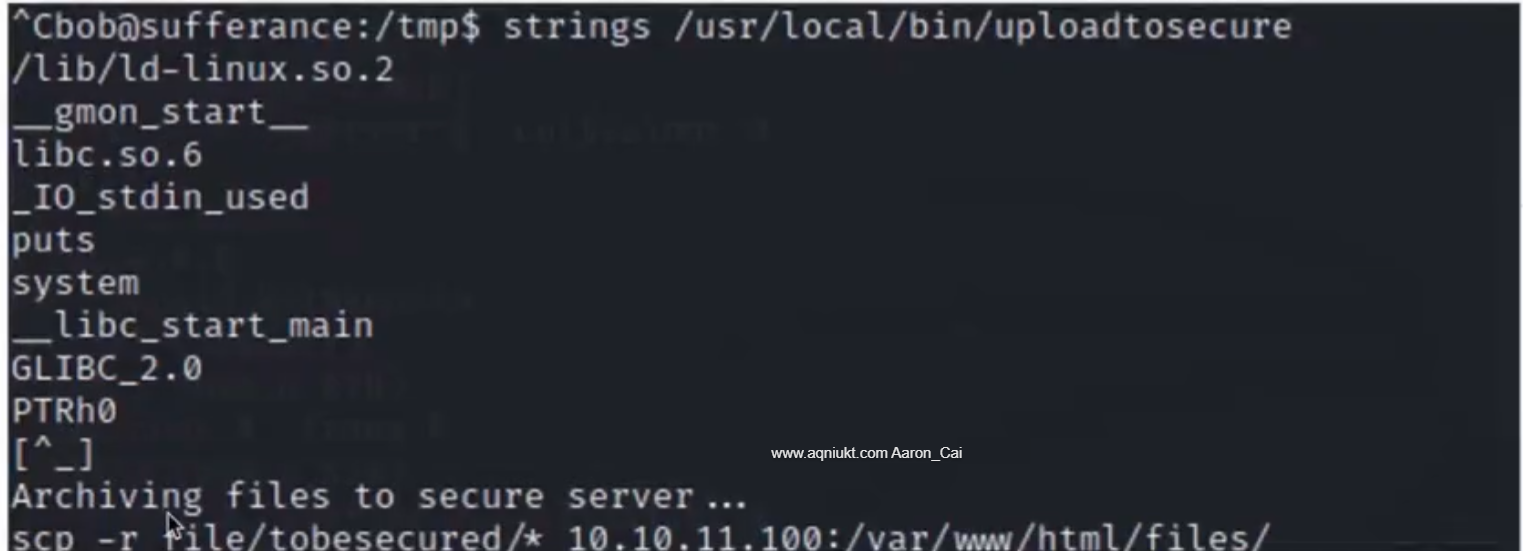 ^Cbob@sufferance:/tmp$ strings /usr/local/bin/uploadtosecure
/lib/ld-linux.so.2
__gmon_start__
libc.so.6
_IO_stdin_used
puts
system
__libc_start_main
GLIBC_2.0
PTRh0
[^_]
www.aqniukt.com Aaron_Cai
Archiving files to secure server...
scp -r file/tobesecured/* 10.10.11.100:/var/www/html/files/